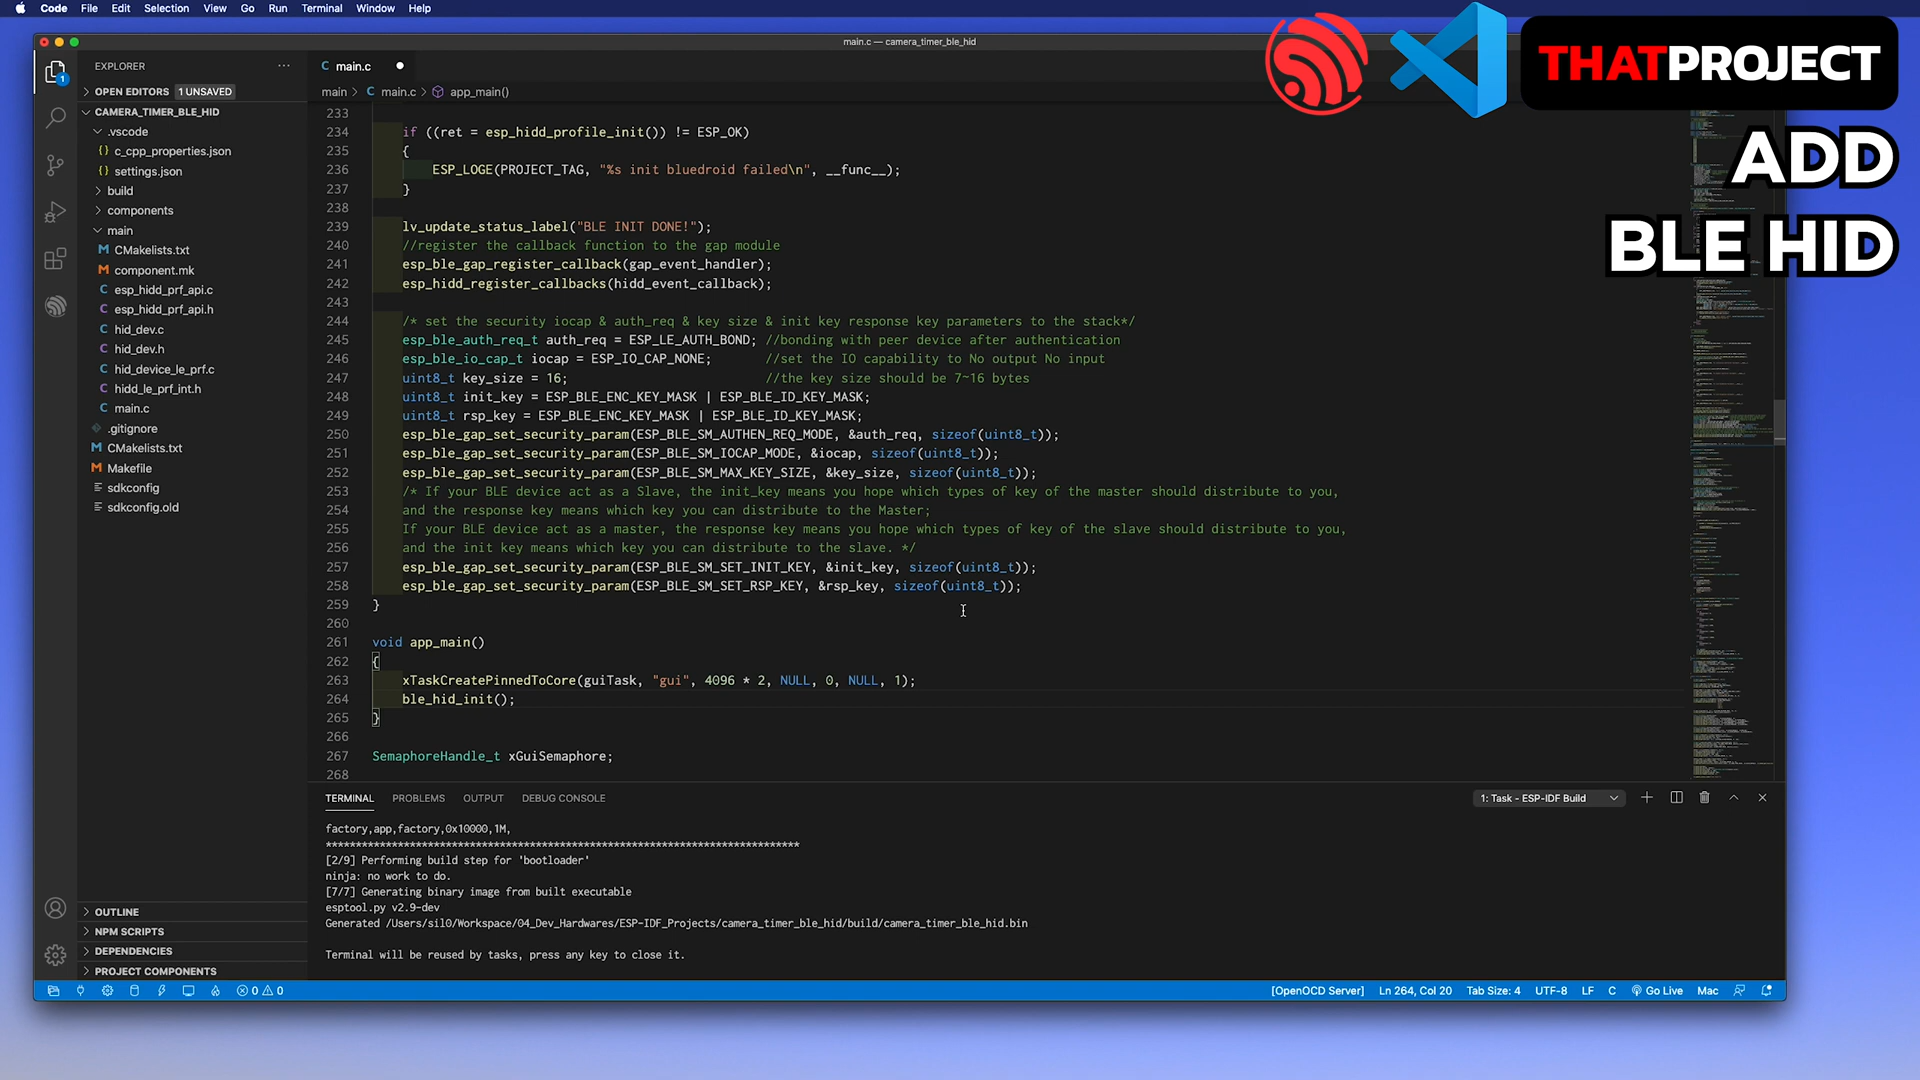 Code File Edit Selection View Go Run Terminal Window Help
main.c — camera_timer_ble_hid
THATPROJECT
ADD
BLE HID
EXPLORER
OPEN EDITORS 1 UNSAVED
CAMERA_TIMER_BLE_HID
.vscode
c_cpp_properties.json
settings.json
build
components
main
CMakelists.txt
component.mk
esp_hidd_prf_api.c
esp_hidd_prf_api.h
hid_dev.c
hid_dev.h
hid_device_le_prf.c
hidd_le_prf_int.h
main.c
.gitignore
CMakelists.txt
Makefile
sdkconfig
sdkconfig.old
OUTLINE
NPM SCRIPTS
DEPENDENCIES
PROJECT COMPONENTS
C main.c
main > C main.c > app_main()
233
234 if ((ret = esp_hidd_profile_init()) != ESP_OK)
235 {
236 ESP_LOGE(PROJECT_TAG, "%s init bluedroid failed\n", __func__);
237 }
238
239 lv_update_status_label("BLE INIT DONE!");
240 //register the callback function to the gap module
241 esp_ble_gap_register_callback(gap_event_handler);
242 esp_hidd_register_callbacks(hidd_event_callback);
243
244 /* set the security iocap & auth_req & key size & init key response key parameters to the stack*/
245 esp_ble_auth_req_t auth_req = ESP_LE_AUTH_BOND; //bonding with peer device after authentication
246 esp_ble_io_cap_t iocap = ESP_IO_CAP_NONE; //set the IO capability to No output No input
247 uint8_t key_size = 16; //the key size should be 7~16 bytes
248 uint8_t init_key = ESP_BLE_ENC_KEY_MASK | ESP_BLE_ID_KEY_MASK;
249 uint8_t rsp_key = ESP_BLE_ENC_KEY_MASK | ESP_BLE_ID_KEY_MASK;
250 esp_ble_gap_set_security_param(ESP_BLE_SM_AUTHEN_REQ_MODE, &auth_req, sizeof(uint8_t));
251 esp_ble_gap_set_security_param(ESP_BLE_SM_IOCAP_MODE, &iocap, sizeof(uint8_t));
252 esp_ble_gap_set_security_param(ESP_BLE_SM_MAX_KEY_SIZE, &key_size, sizeof(uint8_t));
253 /* If your BLE device act as a Slave, the init_key means you hope which types of key of the master should distribute to you,
254 and the response key means which key you can distribute to the Master;
255 If your BLE device act as a master, the response key means you hope which types of key of the slave should distribute to you,
256 and the init key means which key you can distribute to the slave. */
257 esp_ble_gap_set_security_param(ESP_BLE_SM_SET_INIT_KEY, &init_key, sizeof(uint8_t));
258 esp_ble_gap_set_security_param(ESP_BLE_SM_SET_RSP_KEY, &rsp_key, sizeof(uint8_t));
259 }
260
261 void app_main()
262 {
263 xTaskCreatePinnedToCore(guiTask, "gui", 4096 * 2, NULL, 0, NULL, 1);
264 ble_hid_init();
265 }
266
267 SemaphoreHandle_t xGuiSemaphore;
268
TERMINAL PROBLEMS OUTPUT DEBUG CONSOLE 1: Task - ESP-IDF Build
factory,app,factory,0x10000,1M,
*******************************************************************************
[2/9] Performing build step for 'bootloader'
ninja: no work to do.
[7/7] Generating binary image from built executable
esptool.py v2.9-dev
Generated /Users/sil0/Workspace/04_Dev_Hardwares/ESP-IDF_Projects/camera_timer_ble_hid/build/camera_timer_ble_hid.bin
Terminal will be reused by tasks, press any key to close it.
0 0 [OpenOCD Server] Ln 264, Col 20 Tab Size: 4 UTF-8 LF C Go Live Mac